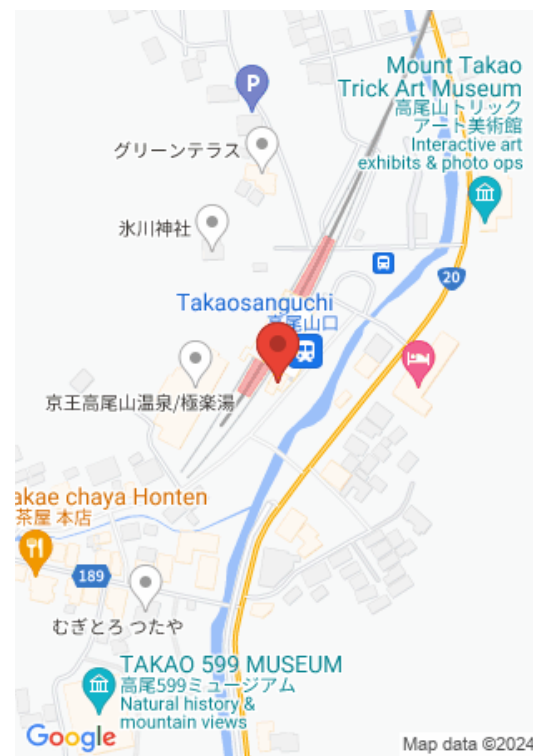 Mount Takao
Trick Art Museum
高尾山トリック
アート美術館
Interactive art
exhibits & photo ops
P
グリーンテラス
氷川神社
20
Takaosanguchi
高尾山口
京王高尾山温泉/極楽湯
akae chaya Honten
茶屋 本店
189
むぎとろ つたや
TAKAO 599 MUSEUM
高尾599ミュージアム
Natural history &
mountain views
Google
Map data ©2024